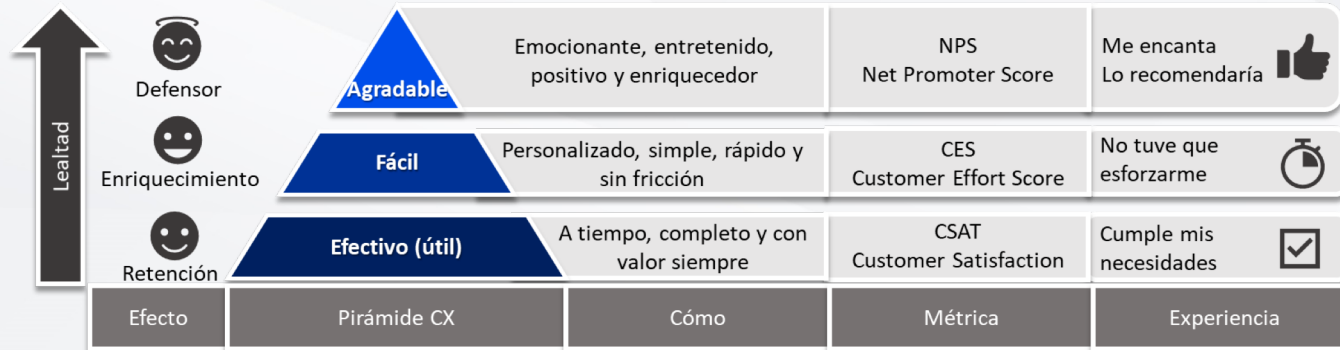 Lealtad
Defensor
Agradable
Emocionante, entretenido,
positivo y enriquecedor
NPS
Net Promoter Score
Me encanta
Lo recomendaría
Enriquecimiento
Fácil
Personalizado, simple, rápido y
sin fricción
CES
Customer Effort Score
No tuve que
esforzarme
Retención
Efectivo (útil)
A tiempo, completo y con
valor siempre
CSAT
Customer Satisfaction
Cumple mis
necesidades
Efecto
Pirámide CX
Cómo
Métrica
Experiencia